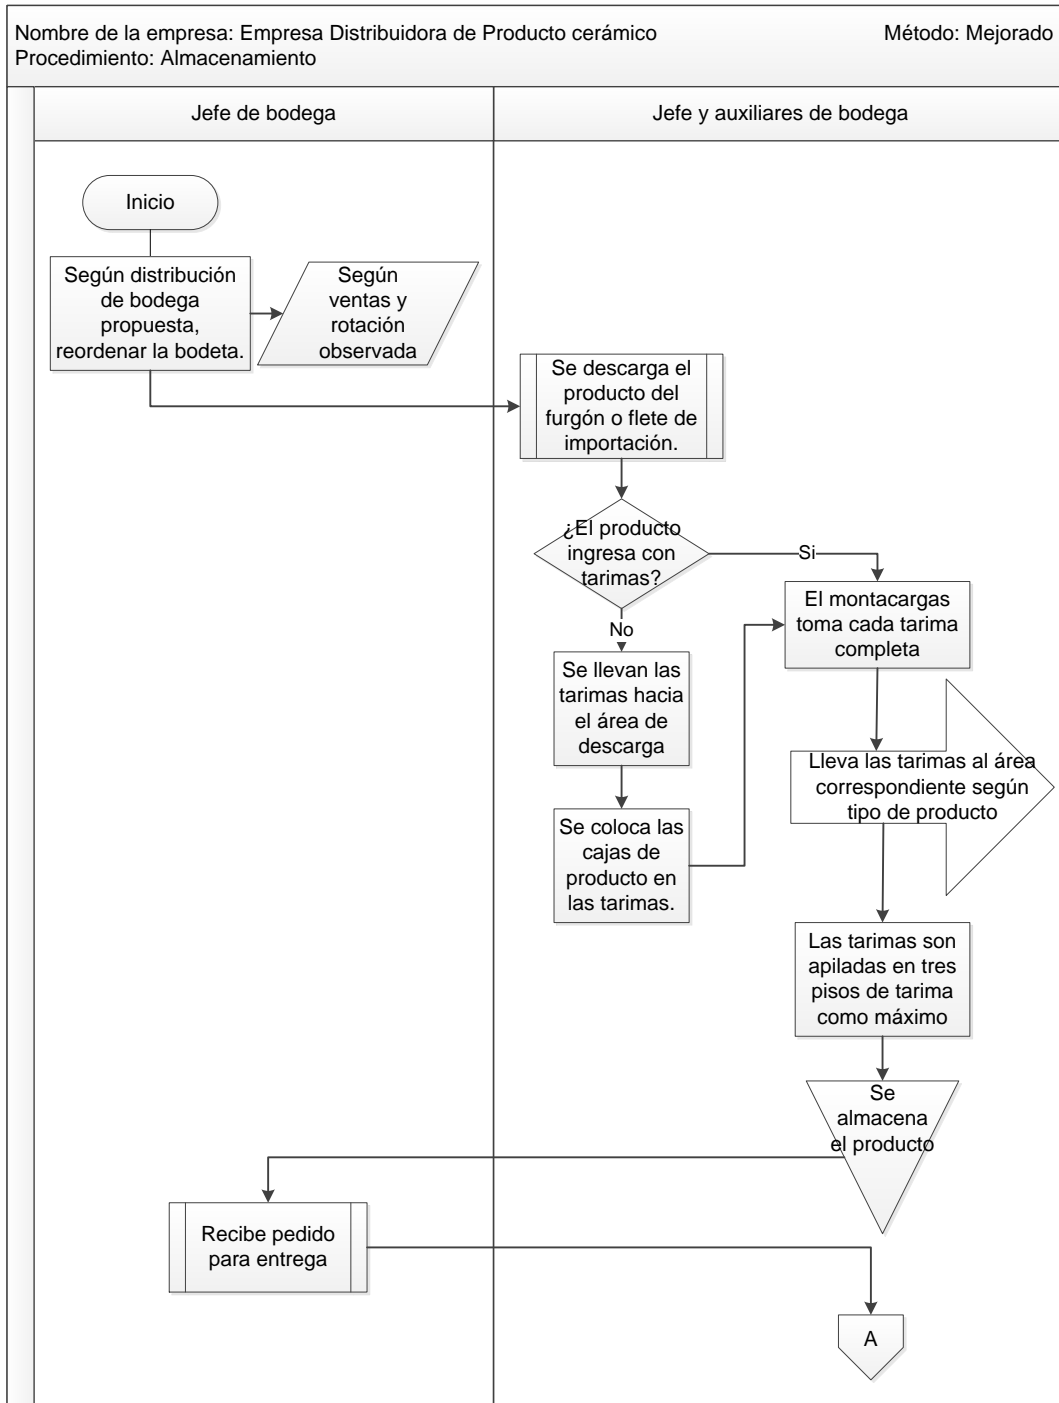 Nombre de la empresa: Empresa Distribuidora de Producto cerámico
Método: Mejorado
Procedimiento: Almacenamiento
Jefe de bodega
Jefe y auxiliares de bodega
Inicio
Según distribución
de bodega
propuesta,
reordenar la bodeta.
Según
ventas y
rotación
observada
Se descarga el
producto del
furgón o flete de
importación.
¿El producto
ingresa con
tarimas?
Si
No
El montacargas
toma cada tarima
completa
Se llevan las
tarimas hacia
el área de
descarga
Lleva las tarimas al área
correspondiente según
tipo de producto
Se coloca las
cajas de
producto en
las tarimas.
Las tarimas son
apiladas en tres
pisos de tarima
como máximo
Se
almacena
el producto
Recibe pedido
para entrega
A